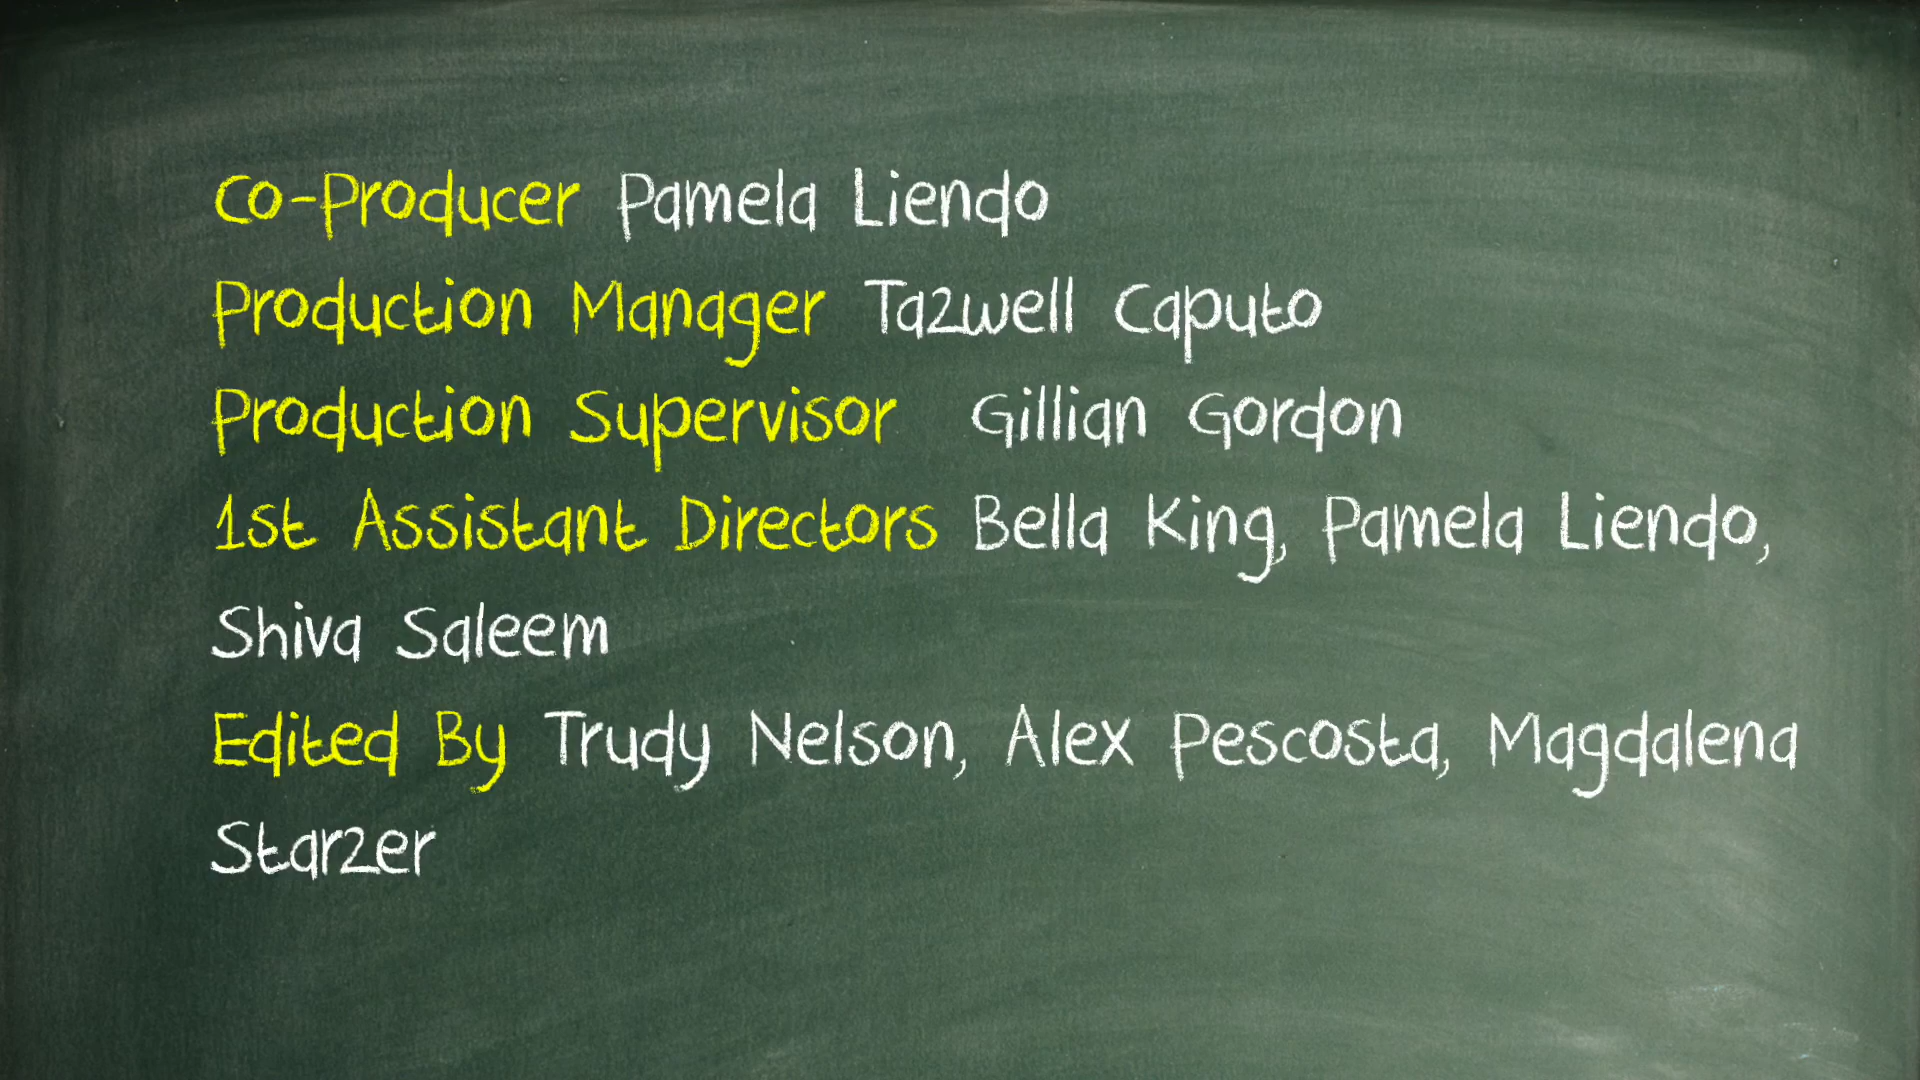 Co-Producer Pamela Liendo
Production Manager Tazwell Caputo
Production Supervisor Gillian Gordon
1st Assistant Directors Bella King, Pamela Liendo,
Shiva Saleem
Edited By Trudy Nelson, Alex Pescosta, Magdalena
Starzer